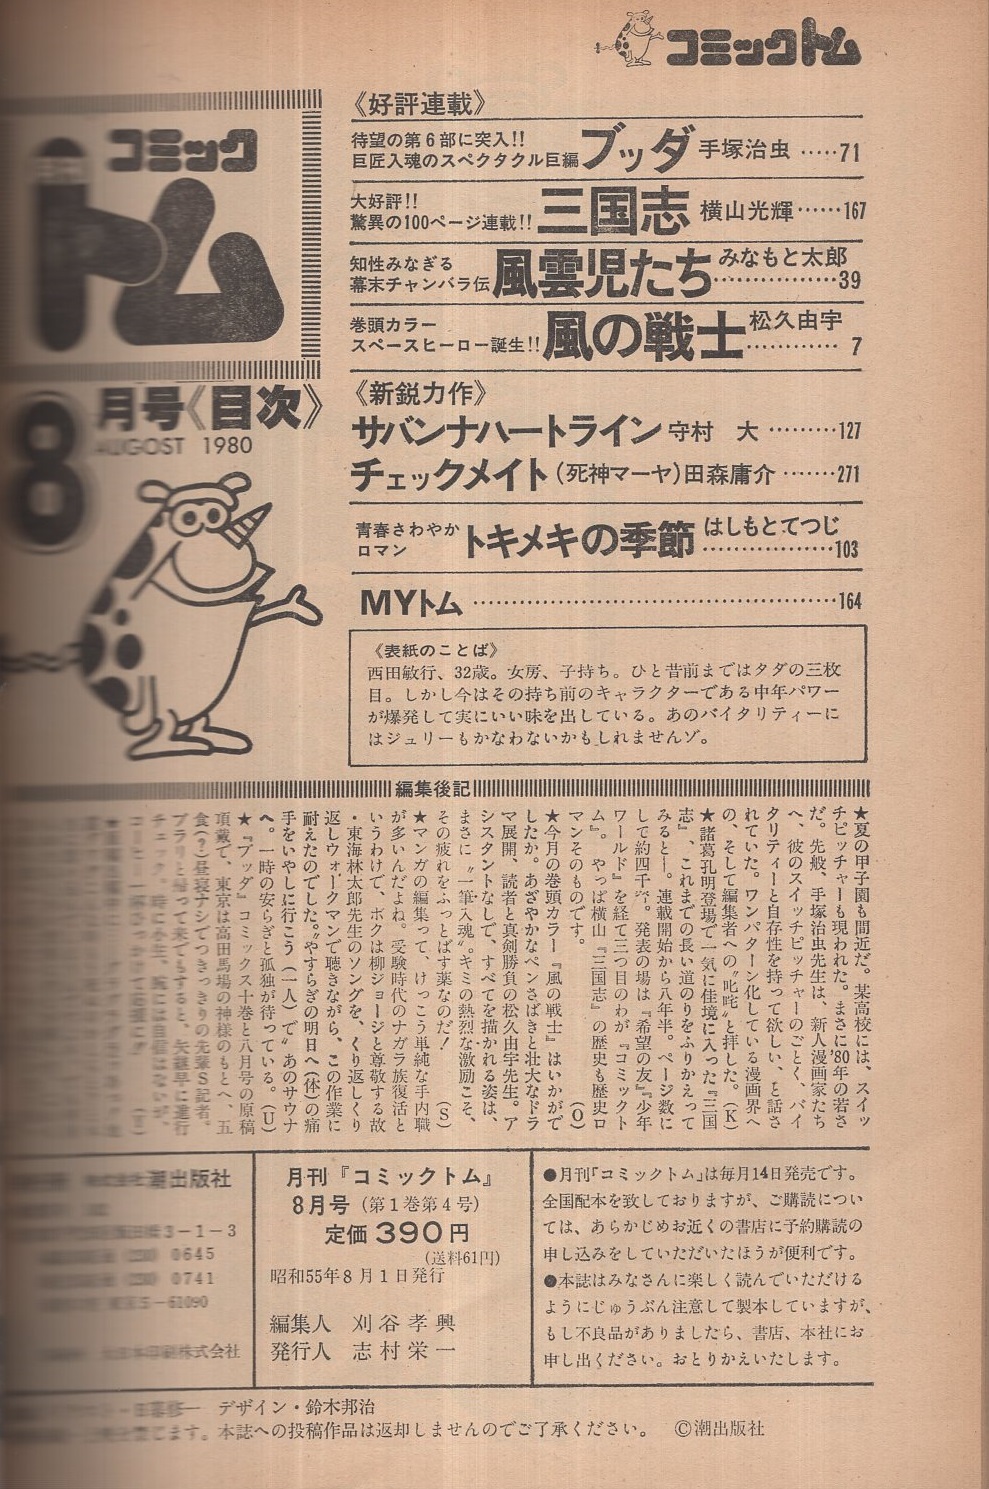 コミックトム
《好評連載》
待望の第6部に突入!!
巨匠入魂のスペクタクル巨編
ブッダ 手塚治虫 ‥‥‥71
大好評!!
驚異の100ページ連載!!
三国志 横山光輝‥‥‥167
知性みなぎる
幕末チャンバラ伝
風雲児たち みなもと太郎
‥‥‥39
巻頭カラー
スペースヒーロー誕生!!
風の戦士 松久由宇
‥‥‥7
《新鋭力作》
サバンナハートライン 守村 大 ‥‥‥127
チェックメイト(死神マーヤ)田森庸介 ‥‥‥271
青春さわやか
ロマン
トキメキの季節 はしもとてつじ
‥‥‥103
MYトム ‥‥‥164
コミック
トム
8月号《目次》
AUGOST 1980
《表紙のことば》
西田敏行、32歳。女房、子持ち。ひと昔前まではタダの三枚
目。しかし今はその持ち前のキャラクターである中年パワー
が爆発して実にいい味を出している。あのバイタリティーに
はジュリーもかなわないかもしれませんゾ。
編集後記
★夏の甲子園も間近だ。某高校には、スイッ
チピッチャーも現われた。まさに'80年の若さ
だ。先般、手塚治虫先生は、新人漫画家たち
へ、彼のスイッチピッチャーのごとく、バイ
タリティーと自存性を持って欲しい、と話さ
れていた。ワンパターン化している漫画界へ
の、そして編集者への〝叱咤〟と拝した。(K)
★諸葛孔明登場で一気に佳境に入った『三国
志』、これまでの長い道のりをふりかえって
みると―。連載開始から八年半。ページ数に
して約四千。発表の場は『希望の友』『少年
ワールド』を経て三つ目のわが『コミックト
ム』。やっぱ横山『三国志』の歴史も歴史ロ
マンそのものです。(O)
★今月の巻頭カラー『風の戦士』はいかがで
したか。あざやかなペンさばきと壮大なドラ
マ展開、読者と真剣勝負の松久由宇先生。ア
シスタントなしで、すべてを描かれる姿は、
まさに〝一筆入魂〟。キミの熱烈な激励こそ、
その疲れをふっとばす薬なのだ!(S)
★マンガの編集って、けっこう単純な手内職
が多いんだよね。受験時代のナガラ族復活と
いうわけで、ボクは柳ジョージと尊敬する故
・東海林太郎先生のソングを、くり返しくり
返しウォークマンで聴きながら、この作業に
耐えたのでした。〝やすらぎの明日へ(体)の痛
手をいやしに行こう(一人)で〟あのサウナ
へ。一時の安らぎと孤独が待っている。(U)
★『ブッダ』コミックス十巻と八月号の原稿
項戴で、東京は高田馬場の神様のもとへ、五
食(?)昼寝ナシでつきっきりの先輩S記者。
ブラリと帰って来でもすると、矢継早に進行
チェック。
潮出版社
3-1-3
0645
0741
-61090
印刷株式会社
月刊『コミックトム』
8月号(第1巻第4号)
定価390円
(送料61円)
昭和55年8月1日発行
編集人 刈谷孝興
発行人 志村栄一
●月刊「コミックトム」は毎月14日発売です。
全国配本を致しておりますが、ご購読につい
ては、あらかじめお近くの書店に予約購読の
申し込みをしていただいたほうが便利です。
●本誌はみなさんに楽しく読んでいただける
ようにじゅうぶん注意して製本していますが、
もし不良品がありましたら、書店、本社にお
申し出ください。おとりかえいたします。
デザイン・鈴木邦治
本誌への投稿作品は返却しませんのでご了承ください。 ©潮出版社